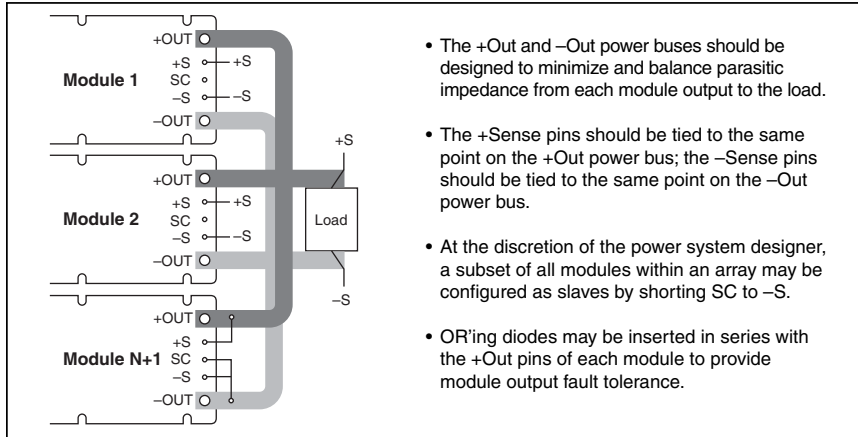 +OUT
+S
+S
Module 1
SC
–S
–S
–OUT
+S
+OUT
+S
+S
Module 2
SC
Load
–S
–S
–OUT
–S
+OUT
+S
Module N+1
SC
–S
–OUT
• The +Out and –Out power buses should be
designed to minimize and balance parasitic
impedance from each module output to the load.
• The +Sense pins should be tied to the same
point on the +Out power bus; the –Sense pins
should be tied to the same point on the –Out
power bus.
• At the discretion of the power system designer,
a subset of all modules within an array may be
configured as slaves by shorting SC to –S.
• OR'ing diodes may be inserted in series with
the +Out pins of each module to provide
module output fault tolerance.